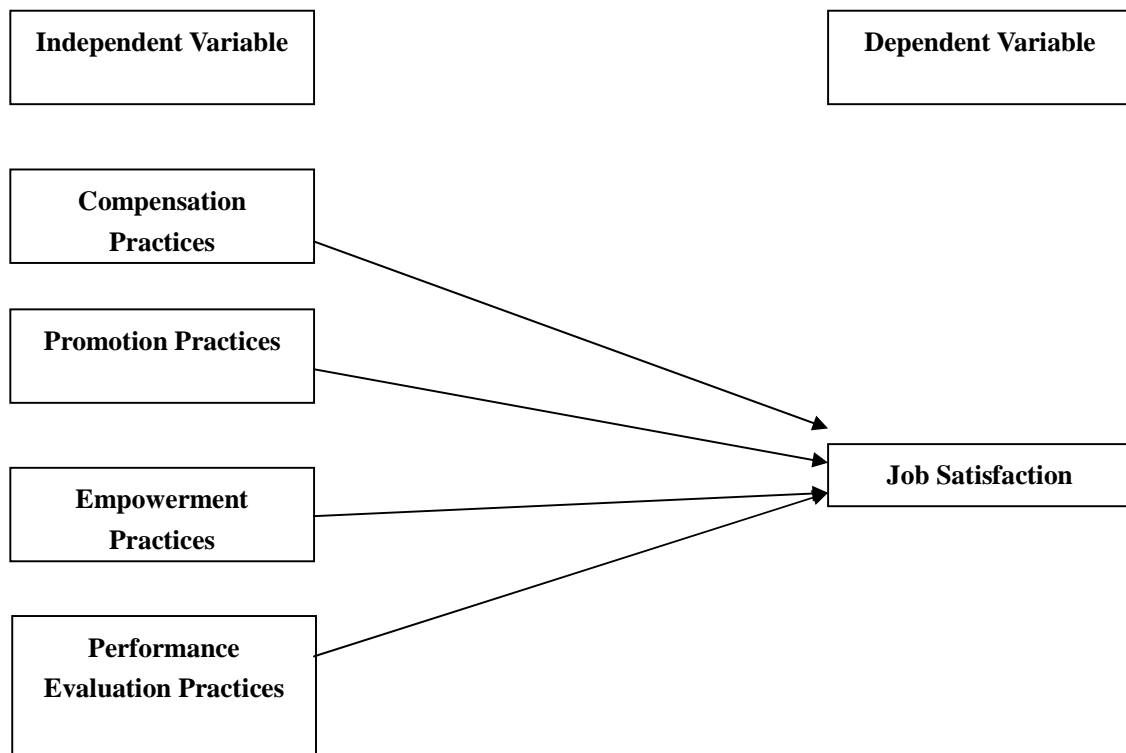 Independent Variable
Dependent Variable
Compensation
Practices
Promotion Practices
Job Satisfaction
Empowerment
Practices
Performance
Evaluation Practices